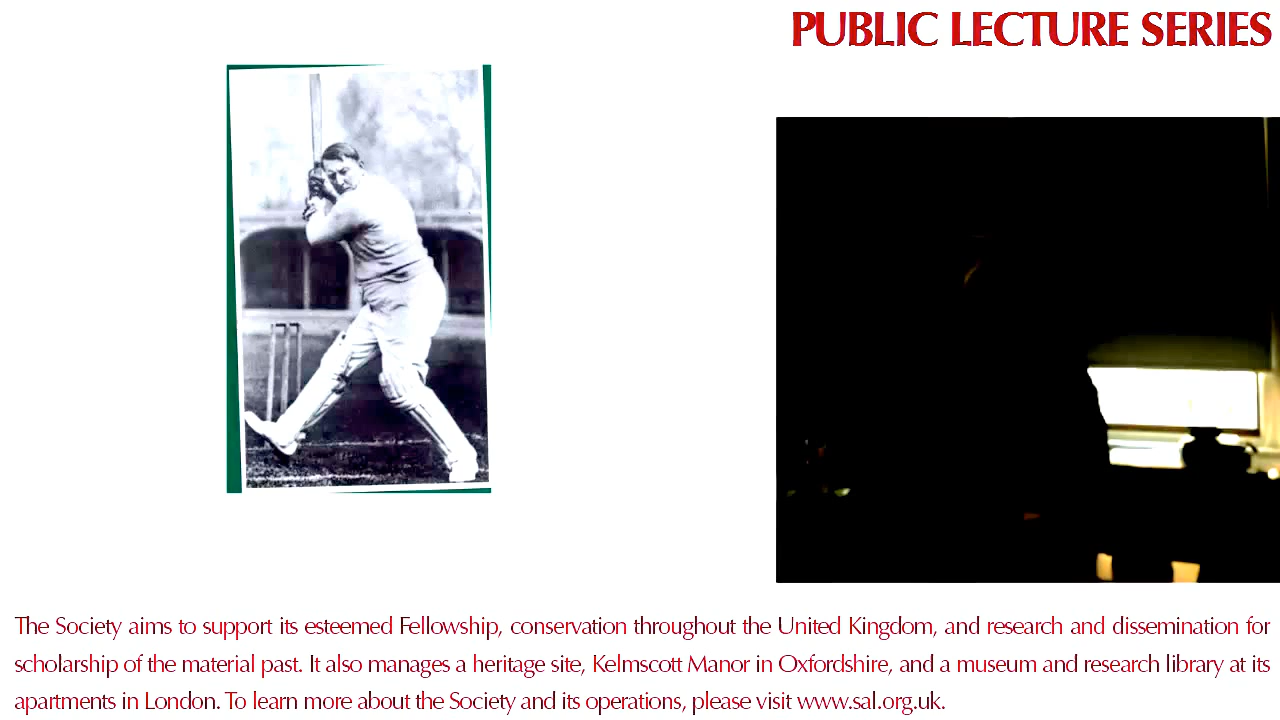 PUBLIC LECTURE SERIES
The Society aims to support its esteemed Fellowship, conservation throughout the United Kingdom, and research and dissemination for
scholarship of the material past. It also manages a heritage site, Kelmscott Manor in Oxfordshire, and a museum and research library at its
apartments in London. To learn more about the Society and its operations, please visit www.sal.org.uk.